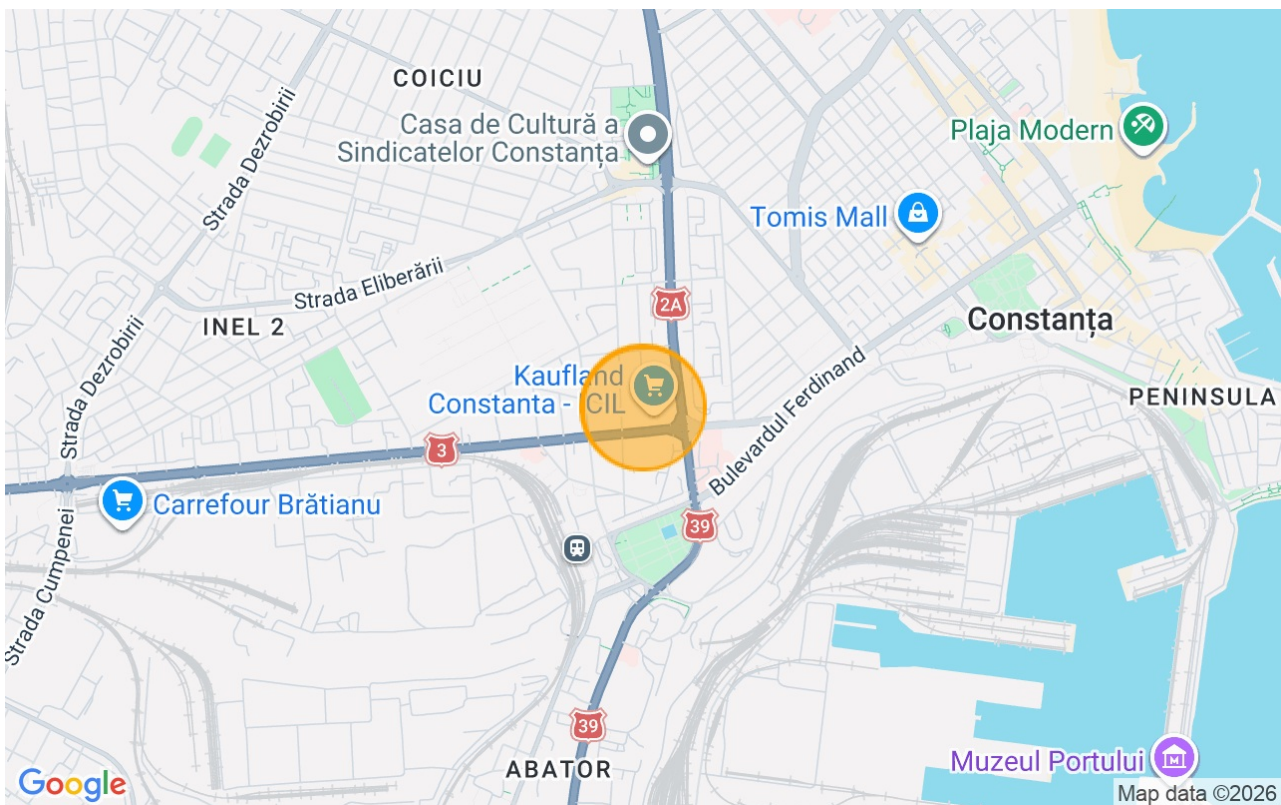 COICIU
Casa de Cultură a
Sindicatelor Constanța
Strada Dezrobirii
Plaja Modern
Tomis Mall
Strada Eliberării
2A
INEL 2
Constanța
Strada Dezrobirii
Kaufland
Constanta -
CIL
PENINSULA
Bulevardul Ferdinand
3
Carrefour Brătianu
39
Strada Cumpenei
39
ABATOR
Muzeul Portului
Google
Map data ©2026